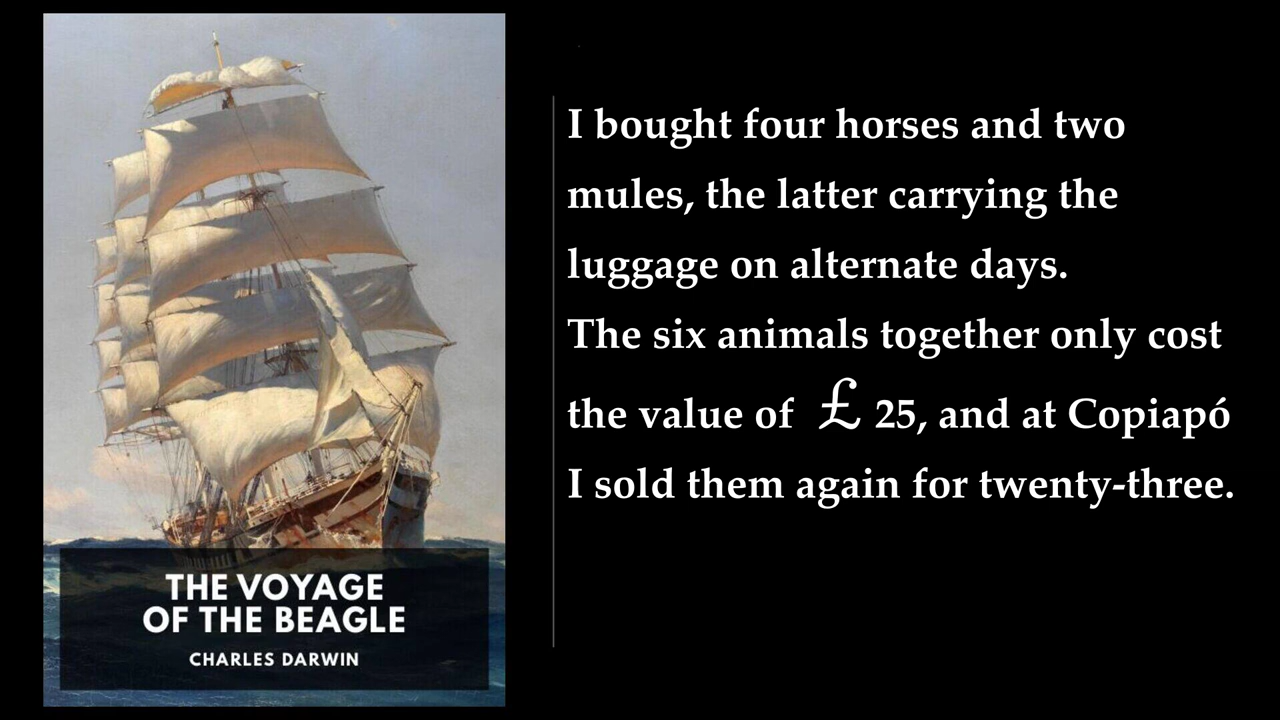 THE VOYAGE
OF THE BEAGLE
CHARLES DARWIN
I bought four horses and two
mules, the latter carrying the
luggage on alternate days.
The six animals together only cost
the value of £ 25, and at Copiapó
I sold them again for twenty-three.